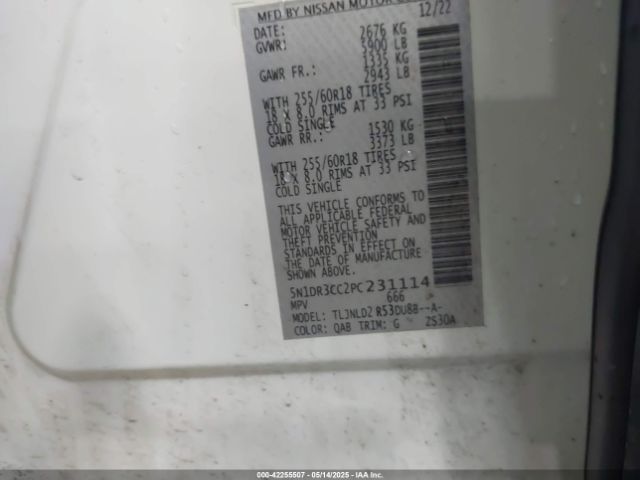 MFD BY NISSAN MOTOR
DATE: 12/22
GVWR: 2676 KG
5900 LB
GAWR FR.: 1335 KG
2943 LB
WITH 255/60R18 TIRES
18 X 8.0 RIMS AT 33 PSI
COLD SINGLE
GAWR RR.: 1530 KG
3373 LB
WITH 255/60R18 TIRES
18 X 8.0 RIMS AT 33 PSI
COLD SINGLE
THIS VEHICLE CONFORMS TO
ALL APPLICABLE FEDERAL
MOTOR VEHICLE SAFETY AND
THEFT PREVENTION
STANDARDS IN EFFECT ON
THE DATE OF MANUFACTURE
SHOWN ABOVE.
5N1DR3CC2PC231114
MPV 666
MODEL: TLJNLDZ R53DU8B--A-
COLOR: QAB TRIM: G 2S30A
000-42255507 - 05/14/2025 - IAAI.COM